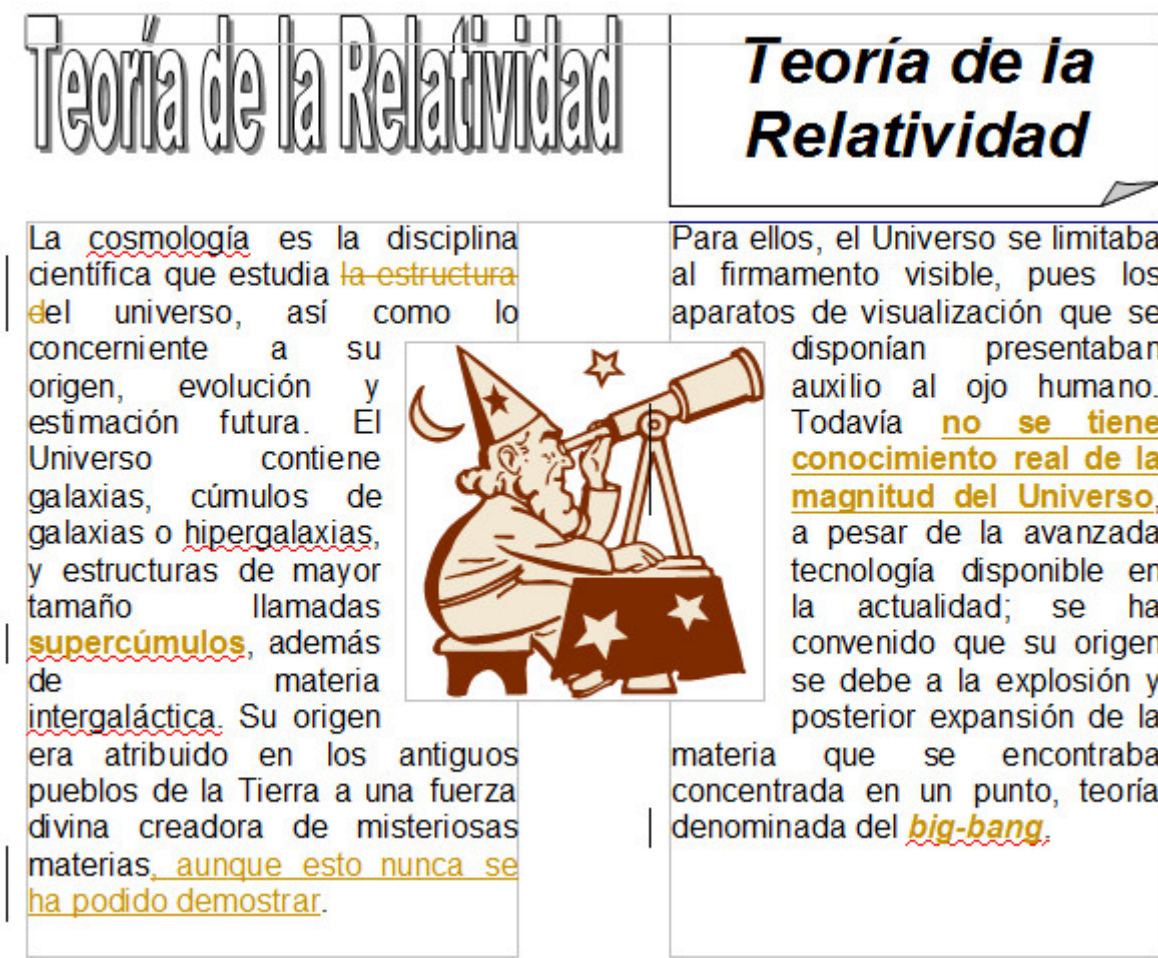 Teoría de la Relatividad
Teoría de la
Relatividad
La cosmología es la disciplina
científica que estudia la estructura
del universo, así como lo
concerniente a su
origen, evolución y
estimación futura. El
Universo contiene
galaxias, cúmulos de
galaxias o hipergalaxias,
y estructuras de mayor
tamaño llamadas
supercúmulos, además
de materia
intergaláctica. Su origen
era atribuido en los antiguos
pueblos de la Tierra a una fuerza
divina creadora de misteriosas
materias, aunque esto nunca se
ha podido demostrar.
Para ellos, el Universo se limitaba
al firmamento visible, pues los
aparatos de visualización que se
disponían presentaban
auxilio al ojo humano.
Todavía no se tiene
conocimiento real de la
magnitud del Universo,
a pesar de la avanzada
tecnología disponible en
la actualidad; se ha
convenido que su origen
se debe a la explosión y
posterior expansión de la
materia que se encontraba
concentrada en un punto, teoría
denominada del big-bang.